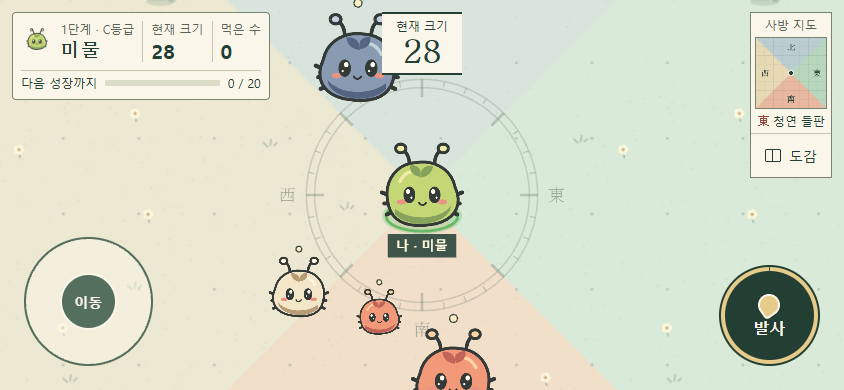 1단계 · C등급
미물
현재 크기
28
먹은 수
0
다음 성장까지
0 / 20
현재 크기
28
사방 지도
北
西
東
南
東 청연 들판
도감
西
東
나 · 미물
南
이동
발사